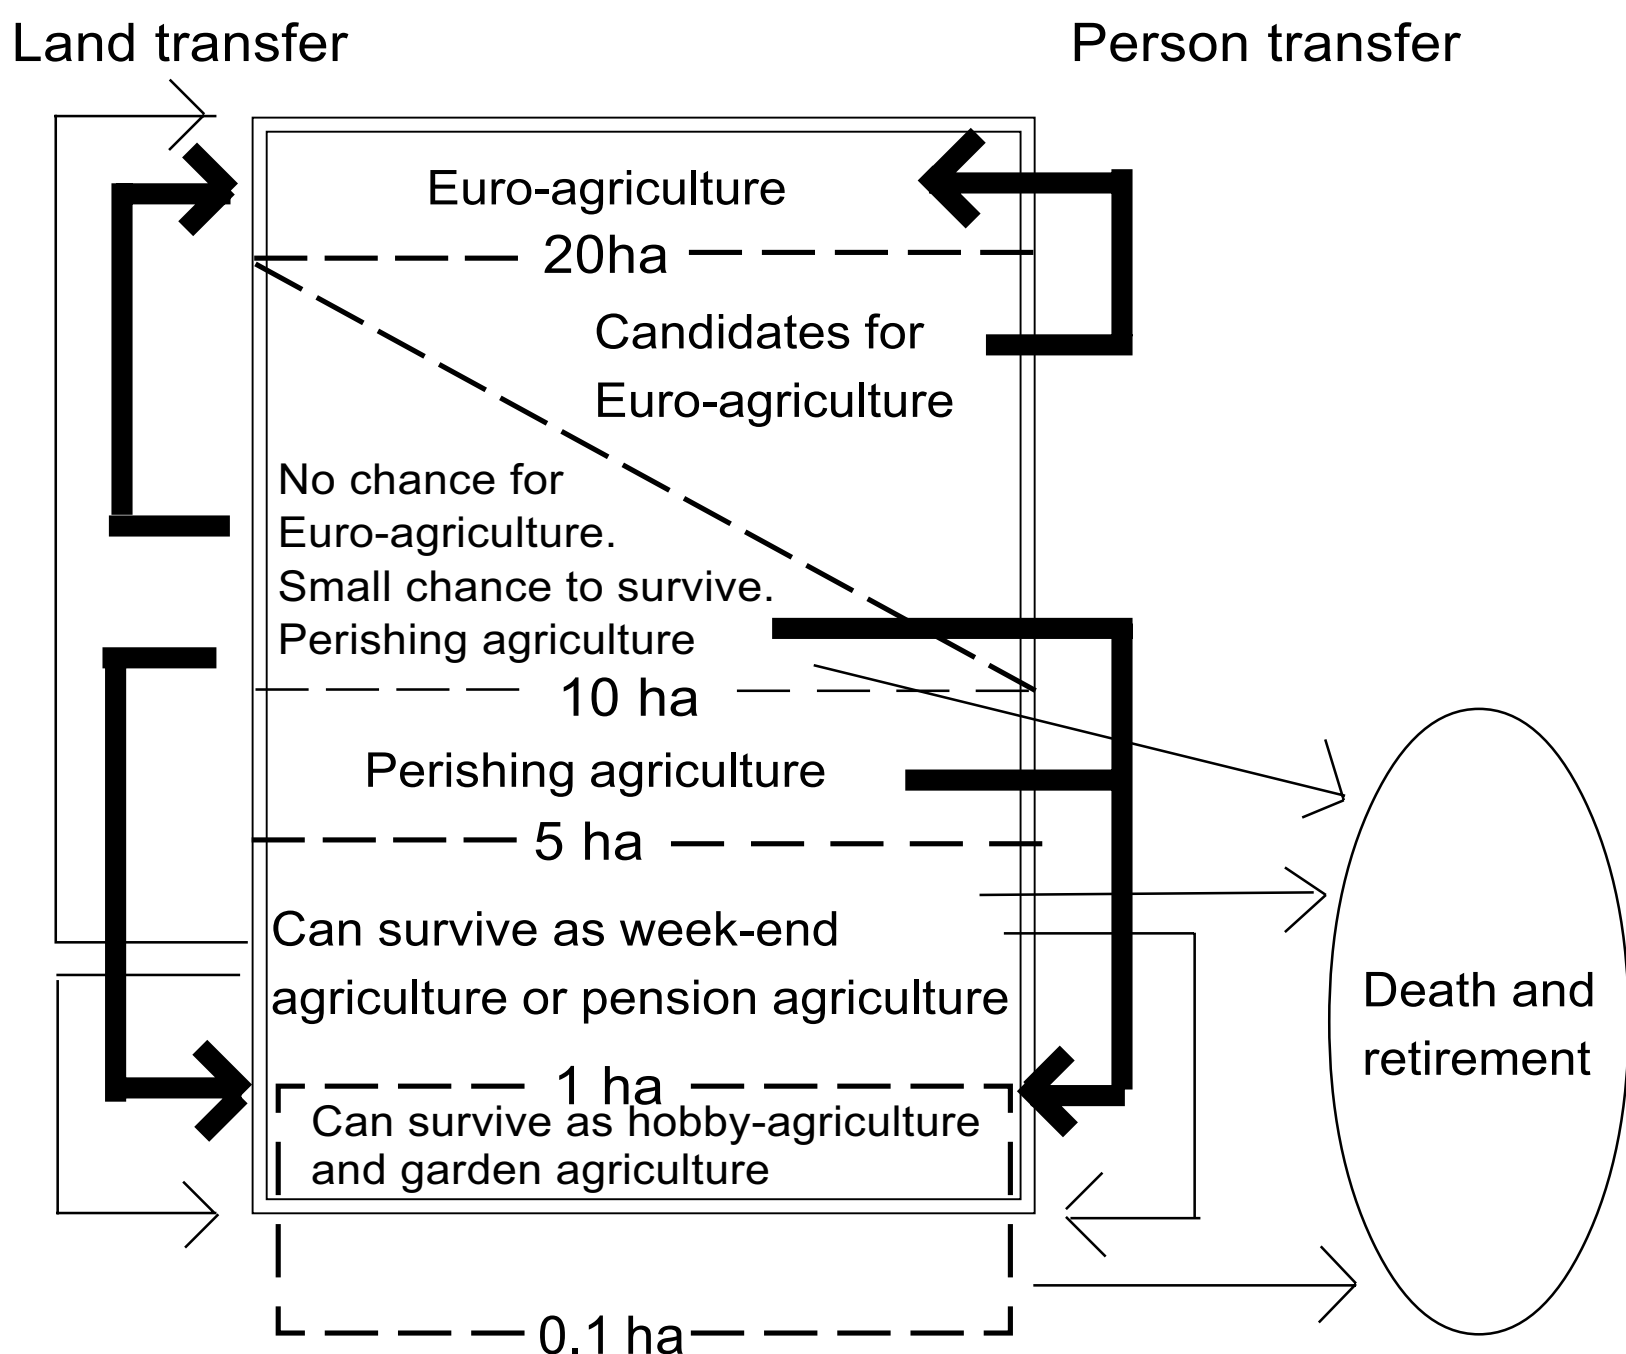 Land transfer
Person transfer
Euro-agriculture
20ha
Candidates for
Euro-agriculture
No chance for
Euro-agriculture.
Small chance to survive.
Perishing agriculture
10 ha
Perishing agriculture
5 ha
Can survive as week-end
agriculture or pension agriculture
Death and
retirement
1 ha
Can survive as hobby-agriculture
and garden agriculture
0,1 ha